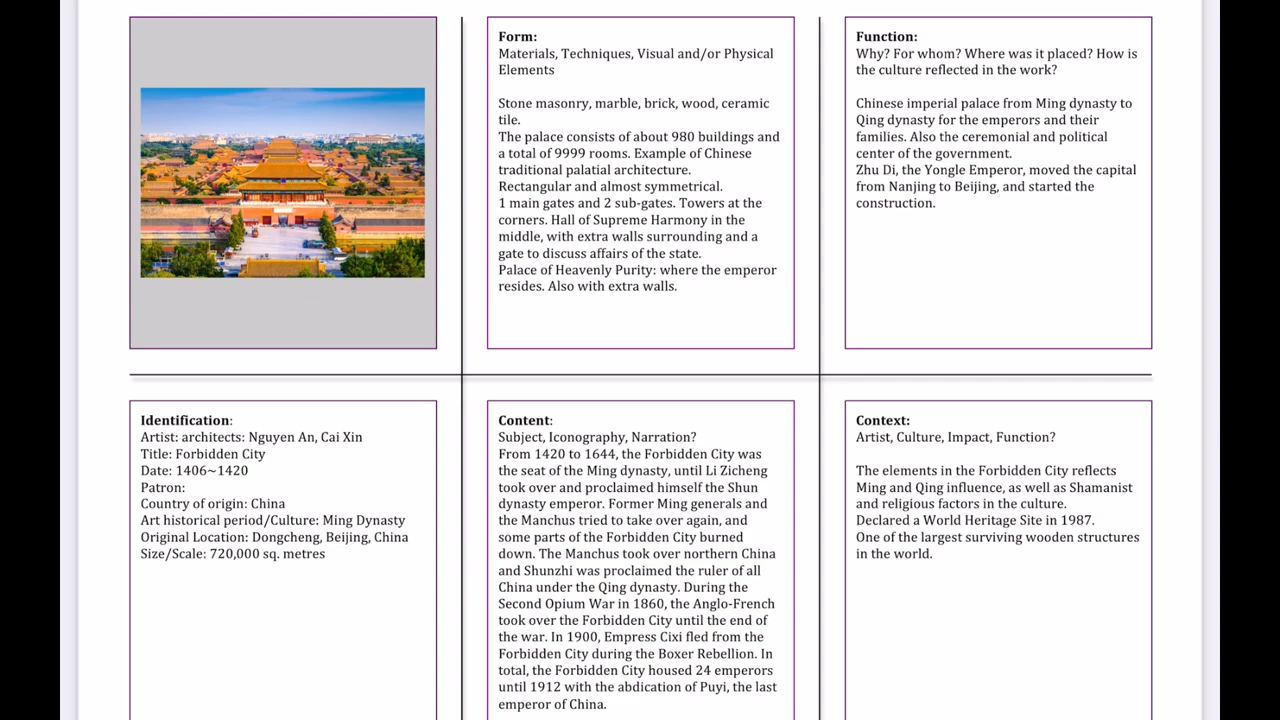 Form:
Materials, Techniques, Visual and/or Physical
Elements
Stone masonry, marble, brick, wood, ceramic
tile.
The palace consists of about 980 buildings and
a total of 9999 rooms. Example of Chinese
traditional palatial architecture.
Rectangular and almost symmetrical.
1 main gates and 2 sub-gates. Towers at the
corners. Hall of Supreme Harmony in the
middle, with extra walls surrounding and a
gate to discuss affairs of the state.
Palace of Heavenly Purity: where the emperor
resides. Also with extra walls.
Function:
Why? For whom? Where was it placed? How is
the culture reflected in the work?
Chinese imperial palace from Ming dynasty to
Qing dynasty for the emperors and their
families. Also the ceremonial and political
center of the government.
Zhu Di, the Yongle Emperor, moved the capital
from Nanjing to Beijing, and started the
construction.
Identification:
Artist: architects: Nguyen An, Cai Xin
Title: Forbidden City
Date: 1406~1420
Patron:
Country of origin: China
Art historical period/Culture: Ming Dynasty
Original Location: Dongcheng, Beijing, China
Size/Scale: 720,000 sq. metres
Content:
Subject, Iconography, Narration?
From 1420 to 1644, the Forbidden City was
the seat of the Ming dynasty, until Li Zicheng
took over and proclaimed himself the Shun
dynasty emperor. Former Ming generals and
the Manchus tried to take over again, and
some parts of the Forbidden City burned
down. The Manchus took over northern China
and Shunzhi was proclaimed the ruler of all
China under the Qing dynasty. During the
Second Opium War in 1860, the Anglo-French
took over the Forbidden City until the end of
the war. In 1900, Empress Cixi fled from the
Forbidden City during the Boxer Rebellion. In
total, the Forbidden City housed 24 emperors
until 1912 with the abdication of Puyi, the last
emperor of China.
Context:
Artist, Culture, Impact, Function?
The elements in the Forbidden City reflects
Ming and Qing influence, as well as Shamanist
and religious factors in the culture.
Declared a World Heritage Site in 1987.
One of the largest surviving wooden structures
in the world.